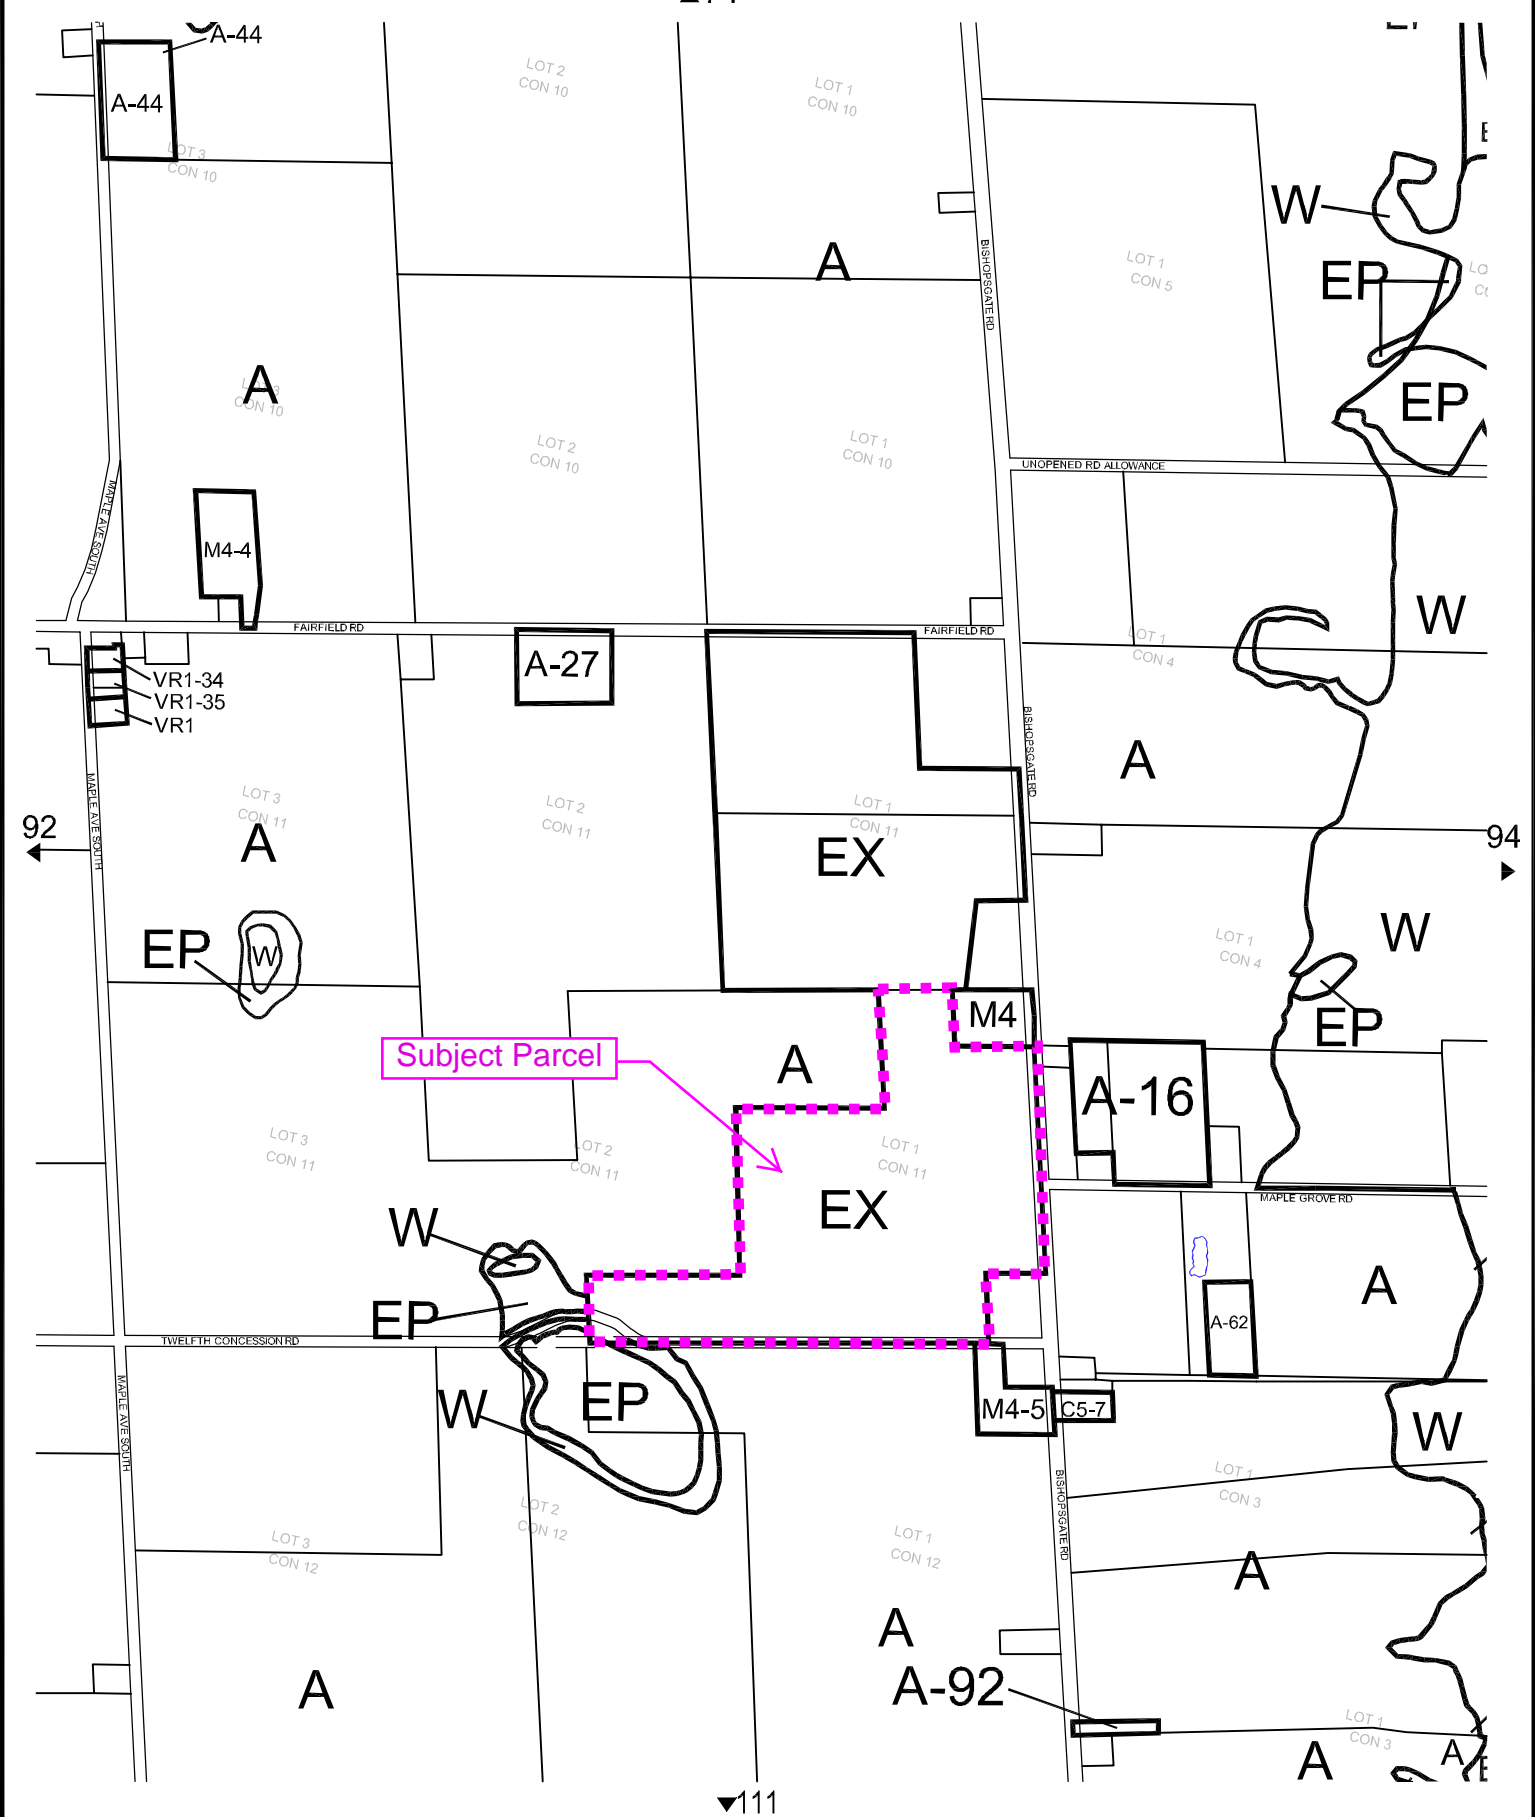 A-44
A-44
LOT 2
CON 10
LOT 1
CON 10
LOT 3
CON 10
W
A
BISHOPSGATE RD
LOT 1
CON 5
EP
A
LOT 3
CON 10
EP
LOT 2
CON 10
LOT 1
CON 10
UNOPENED RD ALLOWANCE
MAPLE AVE SOUTH
M4-4
W
FAIRFIELD RD
FAIRFIELD RD
LOT 1
CON 4
A-27
VR1-34
VR1-35
VR1
BISHOPSGATE RD
A
MAPLE AVE SOUTH
LOT 3
CON 11
LOT 2
CON 11
LOT 1
CON 11
92
A
EX
94
EP
W
LOT 1
CON 4
W
M4
EP
Subject Parcel
A
A-16
LOT 3
CON 11
LOT 2
CON 11
LOT 1
CON 11
MAPLE GROVE RD
EX
W
EP
A
A-62
TWELFTH CONCESSION RD
MAPLE AVE SOUTH
W
EP
M4-5
C5-7
W
LOT 1
CON 3
BISHOPSGATE RD
LOT 2
CON 12
LOT 3
CON 12
LOT 1
CON 12
A
A
A
A-92
LOT 1
CON 3
A
A
111